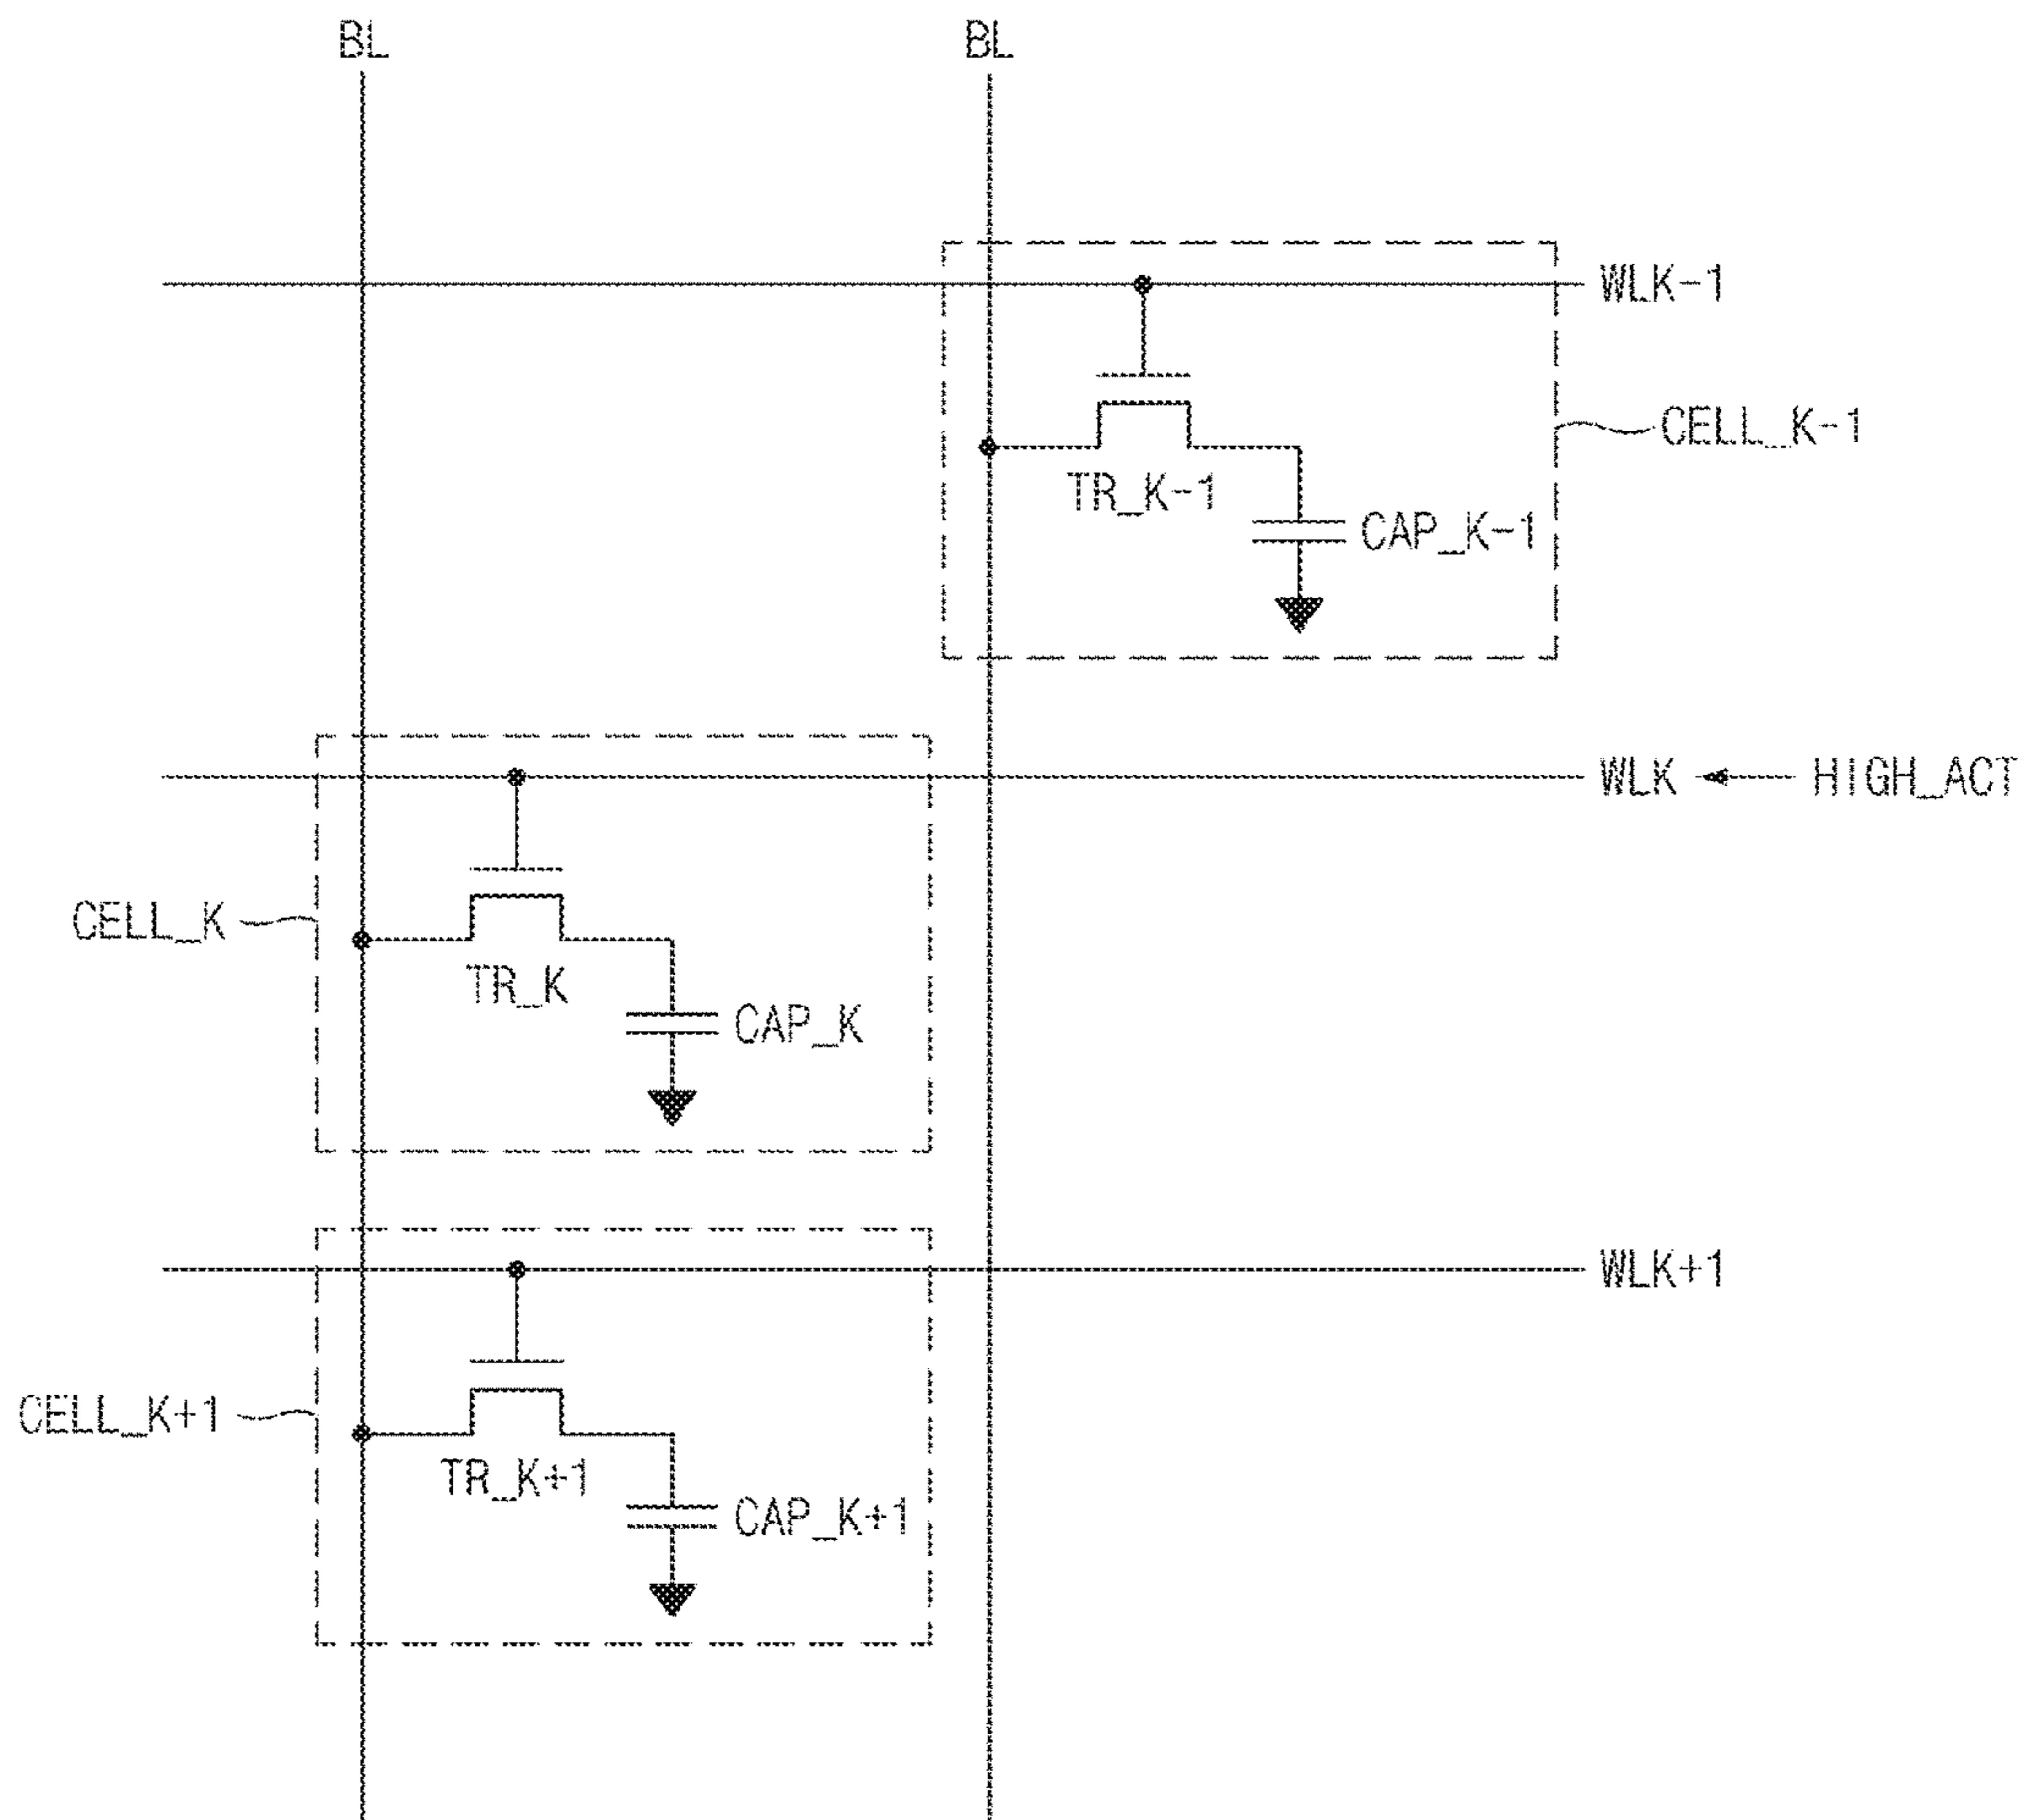 BL BL
WLK-1
CELL_K-1
TR_K-1
CAP_K-1
WLK HIGH_ACT
CELL_K
TR_K
CAP_K
WLK+1
CELL_K+1
TR_K+1
CAP_K+1